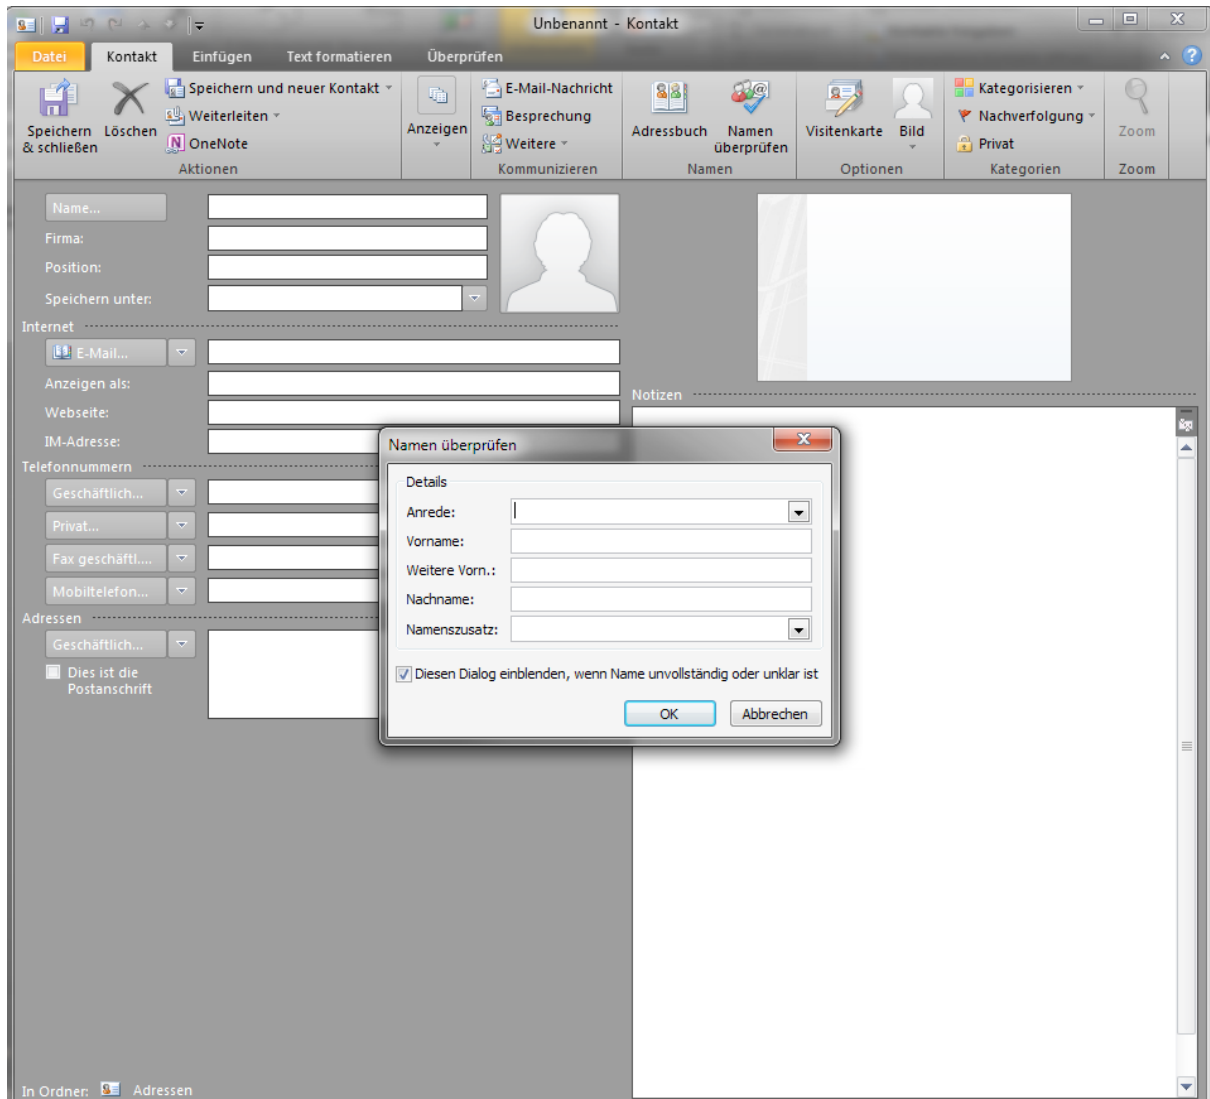 Unbenannt - Kontakt
Datei Kontakt Einfügen Text formatieren Überprüfen
Speichern & schließen
Löschen
Speichern und neuer Kontakt
Weiterleiten
OneNote
Aktionen
Anzeigen
E-Mail-Nachricht
Besprechung
Weitere
Kommunizieren
Adressbuch
Namen überprüfen
Namen
Visitenkarte
Bild
Optionen
Kategorisieren
Nachverfolgung
Privat
Kategorien
Zoom
Zoom
Name...
Firma:
Position:
Speichern unter:
Internet
E-Mail...
Anzeigen als:
Webseite:
IM-Adresse:
Telefonnummern
Geschäftlich...
Privat...
Fax geschäftl....
Mobiltelefon...
Adressen
Geschäftlich...
Dies ist die
Postanschrift
Notizen
Namen überprüfen
Details
Anrede:
Vorname:
Weitere Vorn.:
Nachname:
Namenszusatz:
Diesen Dialog einblenden, wenn Name unvollständig oder unklar ist
OK Abbrechen
In Ordner: Adressen